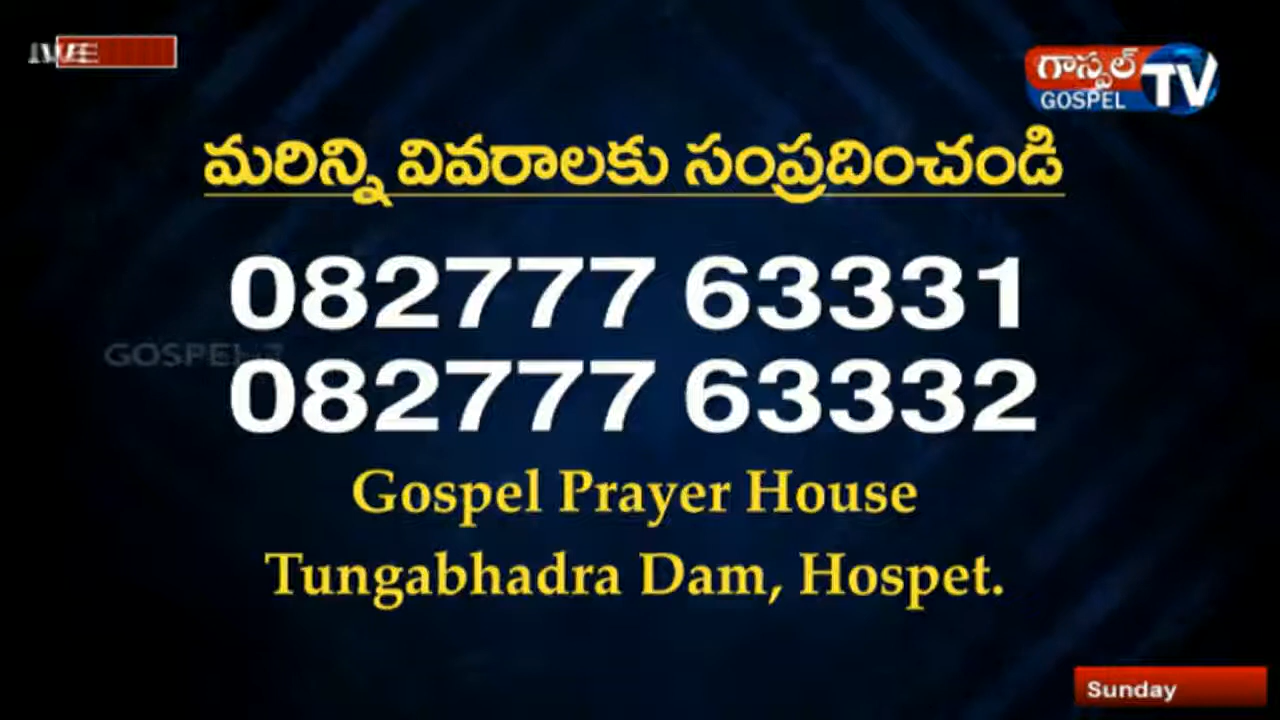 గాస్పల్
GOSPEL TV
మరిన్ని వివరాలకు సంప్రదించండి
082777 63331
082777 63332
Gospel Prayer House
Tungabhadra Dam, Hospet.
Sunday